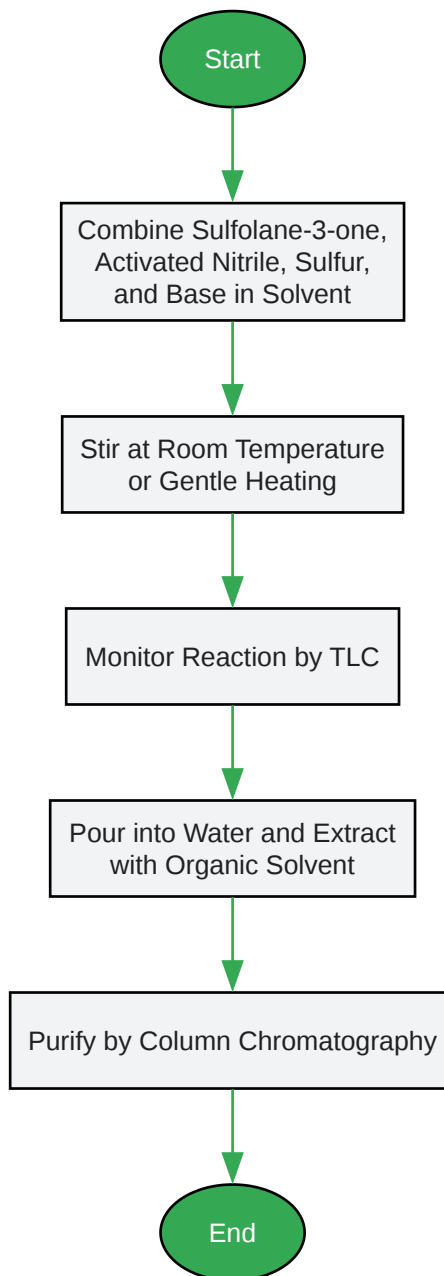 Start
Combine Sulfolane-3-one,
Activated Nitrile, Sulfur,
and Base in Solvent
Stir at Room Temperature
or Gentle Heating
Monitor Reaction by TLC
Pour into Water and Extract
with Organic Solvent
Purify by Column Chromatography
End